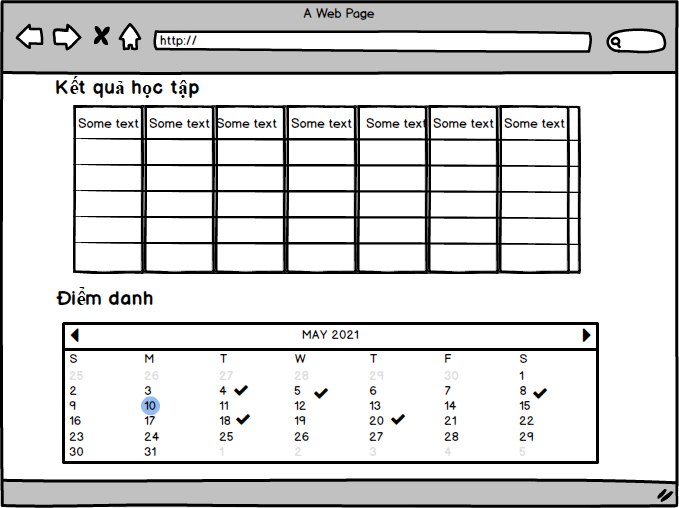 A Web Page
http://
Kết quả học tập
Some text Some text Some text Some text Some text Some text Some text
Điểm danh
MAY 2021
S M T W T F S
25 26 27 28 29 30 1
2 3 4 5 6 7 8
9 10 11 12 13 14 15
16 17 18 19 20 21 22
23 24 25 26 27 28 29
30 31 1 2 3 4 5